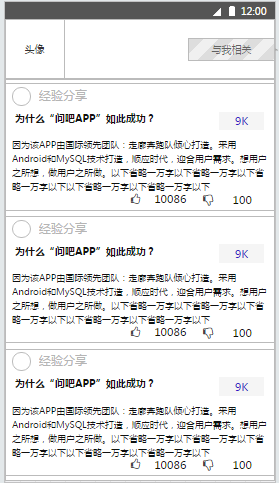 12:00
头像
与我相关
经验分享
为什么“问吧APP”如此成功？
9K
因为该APP由国际领先团队：走廊奔跑队倾心打造。采用
Android和MySQL技术打造，顺应时代，迎合用户需求。想用户
之所想，做用户之所做。以下省略一万字以下省略一万字以下省
略一万字以下以下省略一万字以下省略一万字以下
10086
100
经验分享
为什么“问吧APP”如此成功？
9K
因为该APP由国际领先团队：走廊奔跑队倾心打造。采用
Android和MySQL技术打造，顺应时代，迎合用户需求。想用户
之所想，做用户之所做。以下省略一万字以下省略一万字以下省
略一万字以下以下省略一万字以下省略一万字以下
10086
100
经验分享
为什么“问吧APP”如此成功？
9K
因为该APP由国际领先团队：走廊奔跑队倾心打造。采用
Android和MySQL技术打造，顺应时代，迎合用户需求。想用户
之所想，做用户之所做。以下省略一万字以下省略一万字以下省
略一万字以下以下省略一万字以下省略一万字以下
10086
100